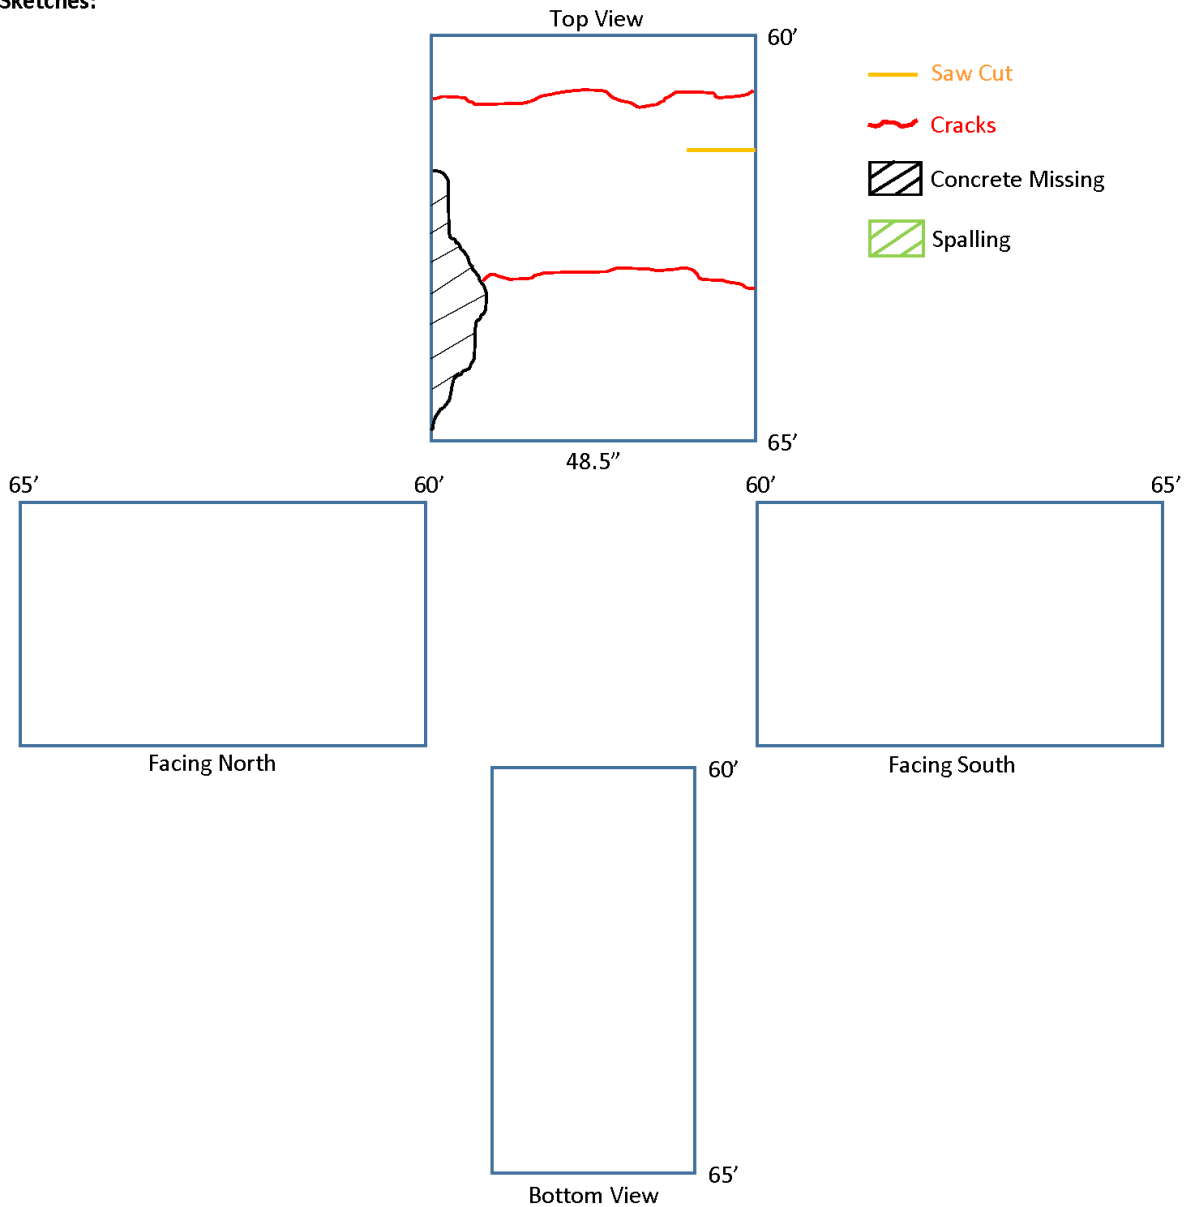 Sketches:
Top View
60’
Saw Cut
Cracks
Concrete Missing
Spalling
65’
48.5”
65’ 60’ 60’ 65’
Facing North Facing South
60’
65’
Bottom View